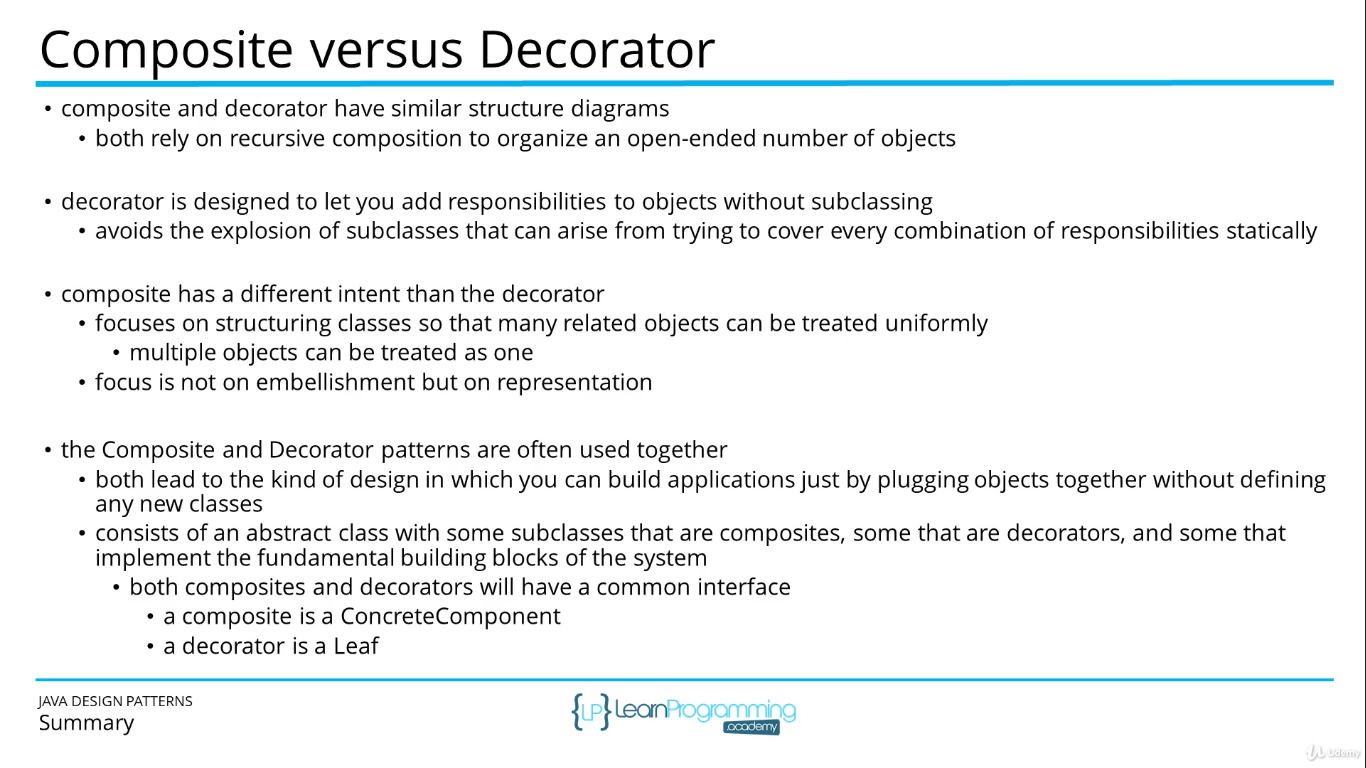 Composite versus Decorator
• composite and decorator have similar structure diagrams
• both rely on recursive composition to organize an open-ended number of objects
• decorator is designed to let you add responsibilities to objects without subclassing
• avoids the explosion of subclasses that can arise from trying to cover every combination of responsibilities statically
• composite has a different intent than the decorator
• focuses on structuring classes so that many related objects can be treated uniformly
• multiple objects can be treated as one
• focus is not on embellishment but on representation
• the Composite and Decorator patterns are often used together
• both lead to the kind of design in which you can build applications just by plugging objects together without defining
any new classes
• consists of an abstract class with some subclasses that are composites, some that are decorators, and some that
implement the fundamental building blocks of the system
• both composites and decorators will have a common interface
• a composite is a ConcreteComponent
• a decorator is a Leaf
JAVA DESIGN PATTERNS
Summary
{LP} LearnProgramming
.academy
Udemy